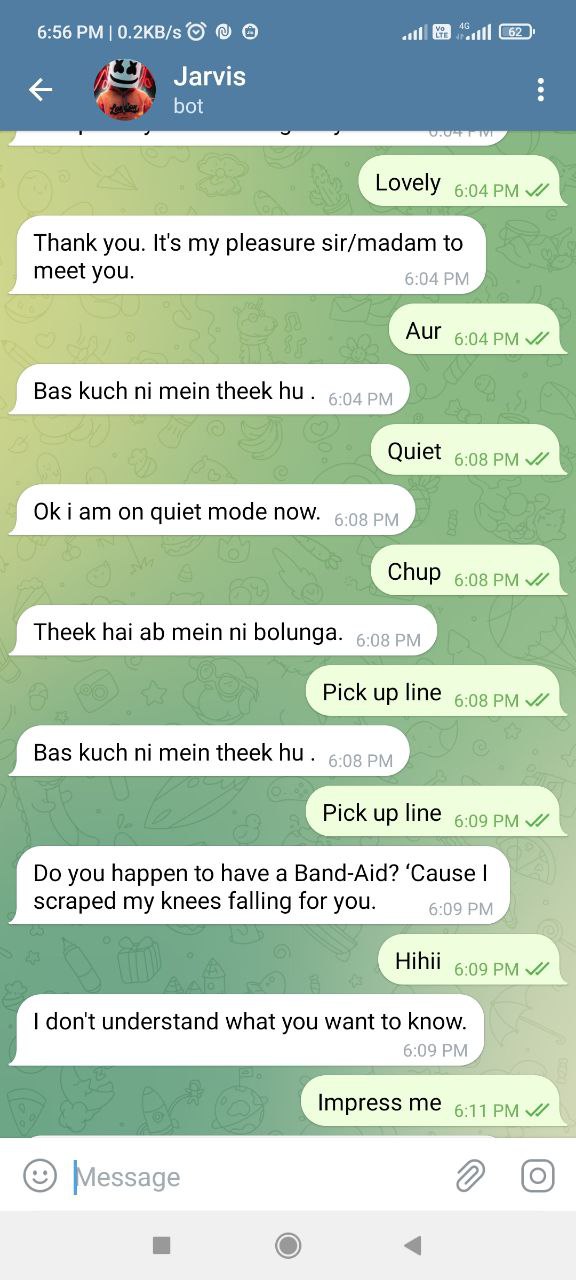 6:56 PM | 0.2KB/s
Vo LTE
4G
62
Jarvis
bot
6:04 PM
Lovely 6:04 PM
Thank you. It's my pleasure sir/madam to
meet you. 6:04 PM
Aur 6:04 PM
Bas kuch ni mein theek hu . 6:04 PM
Quiet 6:08 PM
Ok i am on quiet mode now. 6:08 PM
Chup 6:08 PM
Theek hai ab mein ni bolunga. 6:08 PM
Pick up line 6:08 PM
Bas kuch ni mein theek hu . 6:08 PM
Pick up line 6:09 PM
Do you happen to have a Band-Aid? ‘Cause I
scraped my knees falling for you. 6:09 PM
Hihii 6:09 PM
I don't understand what you want to know.
6:09 PM
Impress me 6:11 PM
Message